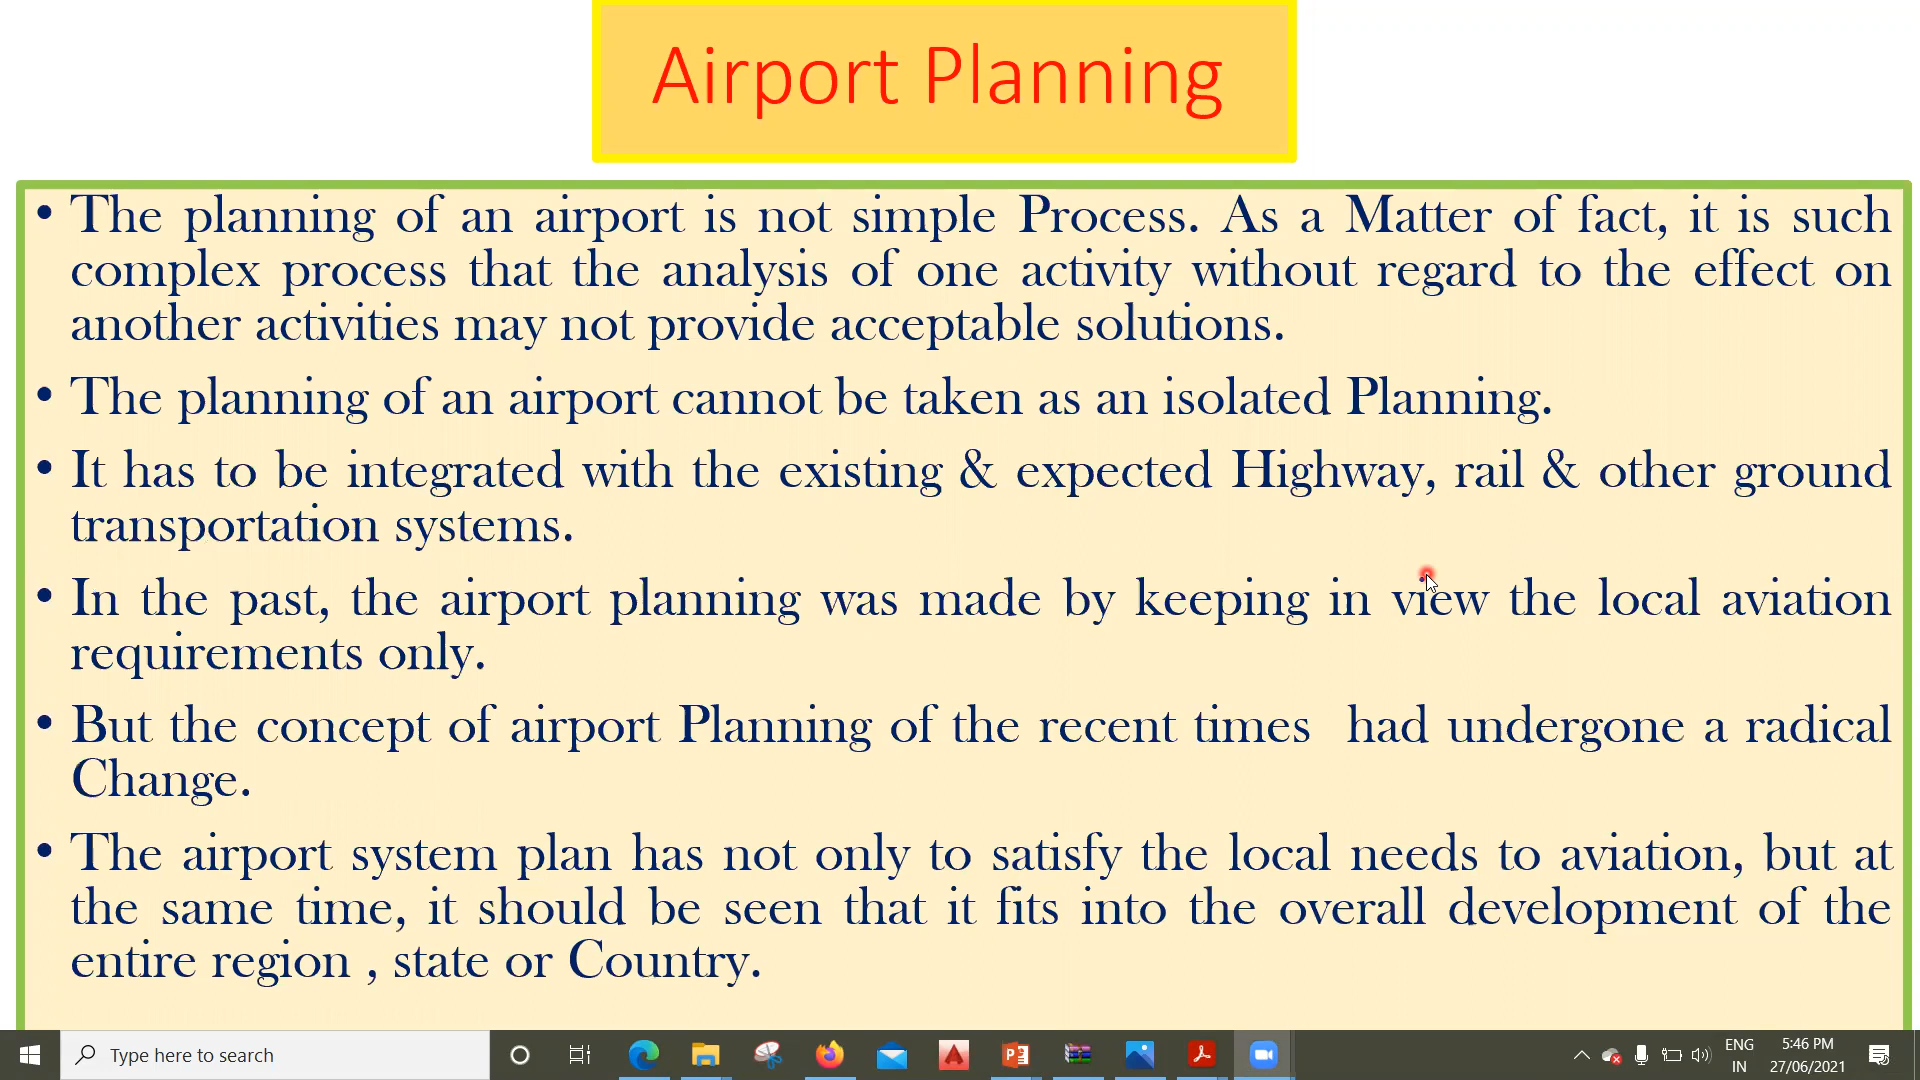 Airport Planning
• The planning of an airport is not simple Process. As a Matter of fact, it is such
complex process that the analysis of one activity without regard to the effect on
another activities may not provide acceptable solutions.
• The planning of an airport cannot be taken as an isolated Planning.
• It has to be integrated with the existing & expected Highway, rail & other ground
transportation systems.
• In the past, the airport planning was made by keeping in view the local aviation
requirements only.
• But the concept of airport Planning of the recent times had undergone a radical
Change.
• The airport system plan has not only to satisfy the local needs to aviation, but at
the same time, it should be seen that it fits into the overall development of the
entire region , state or Country.
Type here to search
ENG
IN
5:46 PM
27/06/2021